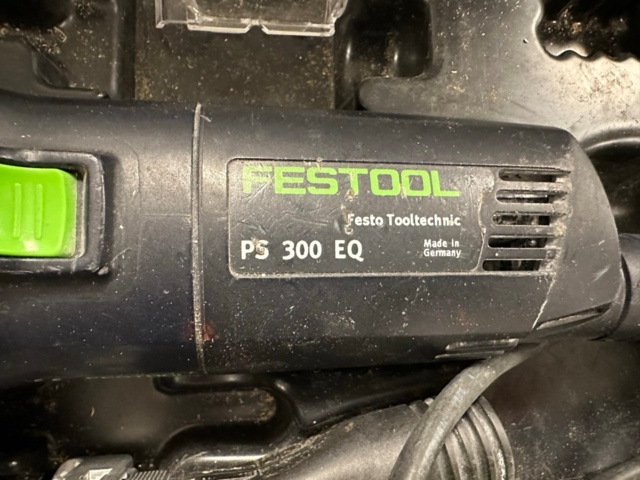 FESTOOL
Festo Tooltechnic
PS 300 EQ
Made in
Germany